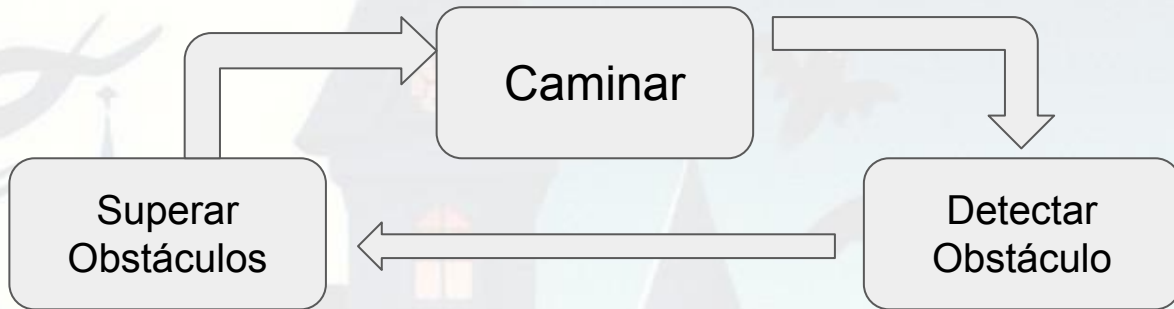 Caminar
Superar
Obstáculos
Detectar
Obstáculo